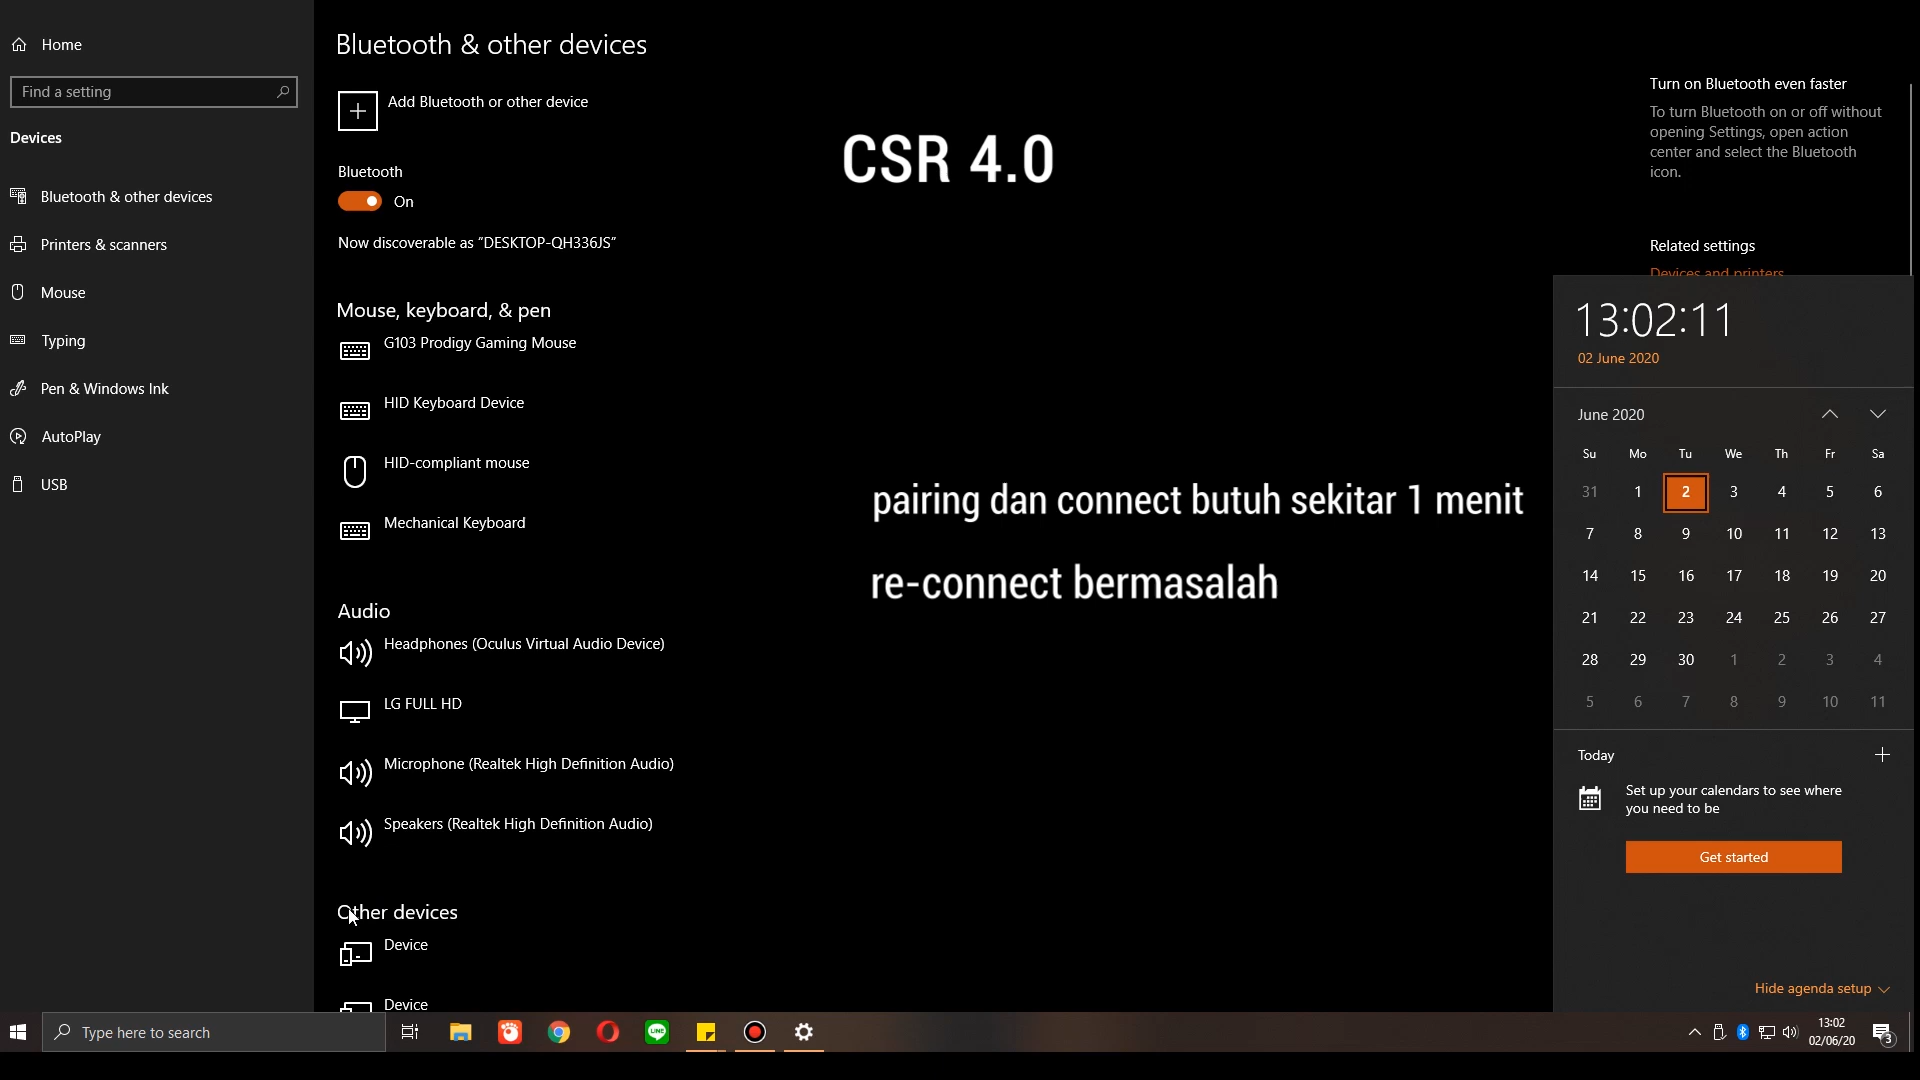 Home
Find a setting
Devices
Bluetooth & other devices
Printers & scanners
Mouse
Typing
Pen & Windows Ink
AutoPlay
USB
Bluetooth & other devices
Add Bluetooth or other device
Bluetooth
On
Now discoverable as "DESKTOP-QH336JS"
Mouse, keyboard, & pen
G103 Prodigy Gaming Mouse
HID Keyboard Device
HID-compliant mouse
Mechanical Keyboard
Audio
Headphones (Oculus Virtual Audio Device)
LG FULL HD
Microphone (Realtek High Definition Audio)
Speakers (Realtek High Definition Audio)
Other devices
Device
Device
CSR 4.0
pairing dan connect butuh sekitar 1 menit
re-connect bermasalah
Turn on Bluetooth even faster
To turn Bluetooth on or off without
opening Settings, open action
center and select the Bluetooth
icon.
Related settings
Devices and printers
13:02:11
02 June 2020
June 2020
Su Mo Tu We Th Fr Sa
31 1 2 3 4 5 6
7 8 9 10 11 12 13
14 15 16 17 18 19 20
21 22 23 24 25 26 27
28 29 30 1 2 3 4
5 6 7 8 9 10 11
Today
Set up your calendars to see where
you need to be
Get started
Hide agenda setup
Type here to search
LINE
13:02
02/06/20
3